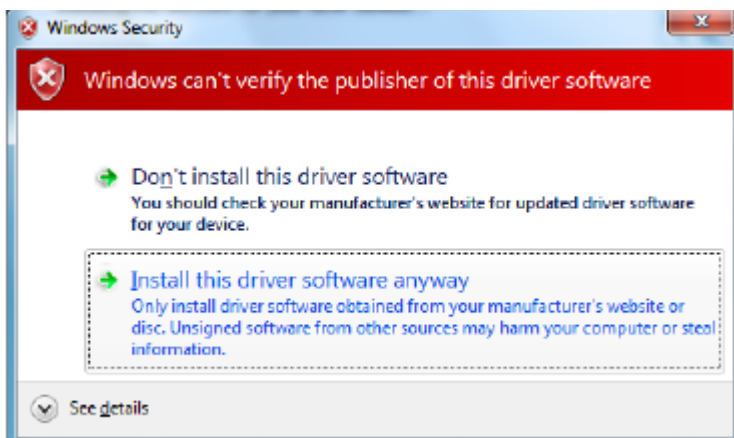 Windows Security
Windows can't verify the publisher of this driver software
Don't install this driver software
You should check your manufacturer's website for updated driver software
for your device.
Install this driver software anyway
Only install driver software obtained from your manufacturer's website or
disc. Unsigned software from other sources may harm your computer or steal
information.
See details